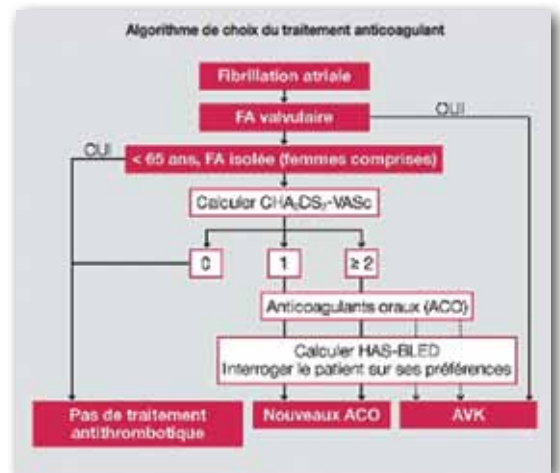 Algorithme de choix du traitement anticoagulant
Fibrillation atriale
FA valvulaire
OUI
OUI
< 65 ans, FA isolée (femmes comprises)
Calculer CHA₂DS₂-VASc
0
1
≥ 2
Anticoagulants oraux (ACO)
Calculer HAS-BLED
Interroger le patient sur ses préférences
Pas de traitement
antithrombotique
Nouveaux ACO
AVK